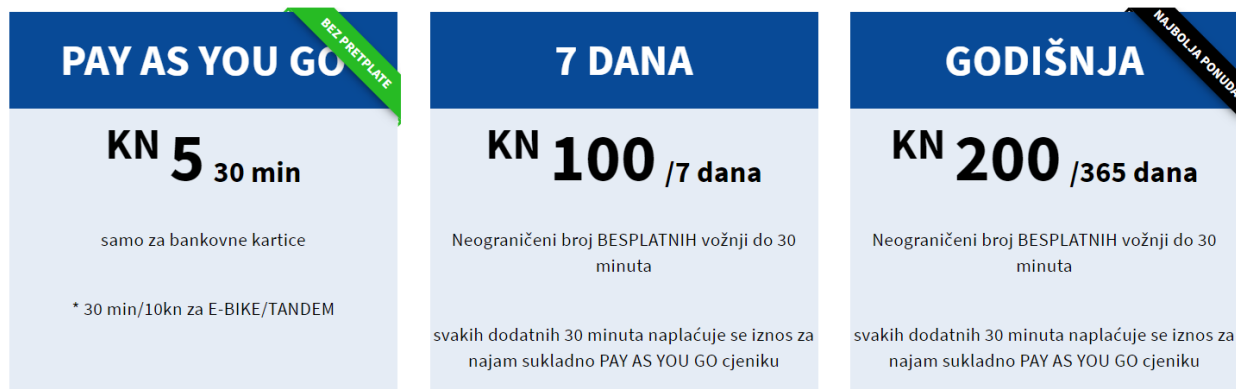 PAY AS YOU GO
BEZ PRETPLATE
KN 5 30 min
samo za bankovne kartice
* 30 min/10kn za E-BIKE/TANDEM
7 DANA
KN 100 /7 dana
Neograničeni broj BESPLATNIH vožnji do 30
minuta
svakih dodatnih 30 minuta naplaćuje se iznos za
najam sukladno PAY AS YOU GO cjeniku
GODIŠNJA
NAJBOLJA PONUDA
KN 200 /365 dana
Neograničeni broj BESPLATNIH vožnji do 30
minuta
svakih dodatnih 30 minuta naplaćuje se iznos za
najam sukladno PAY AS YOU GO cjeniku